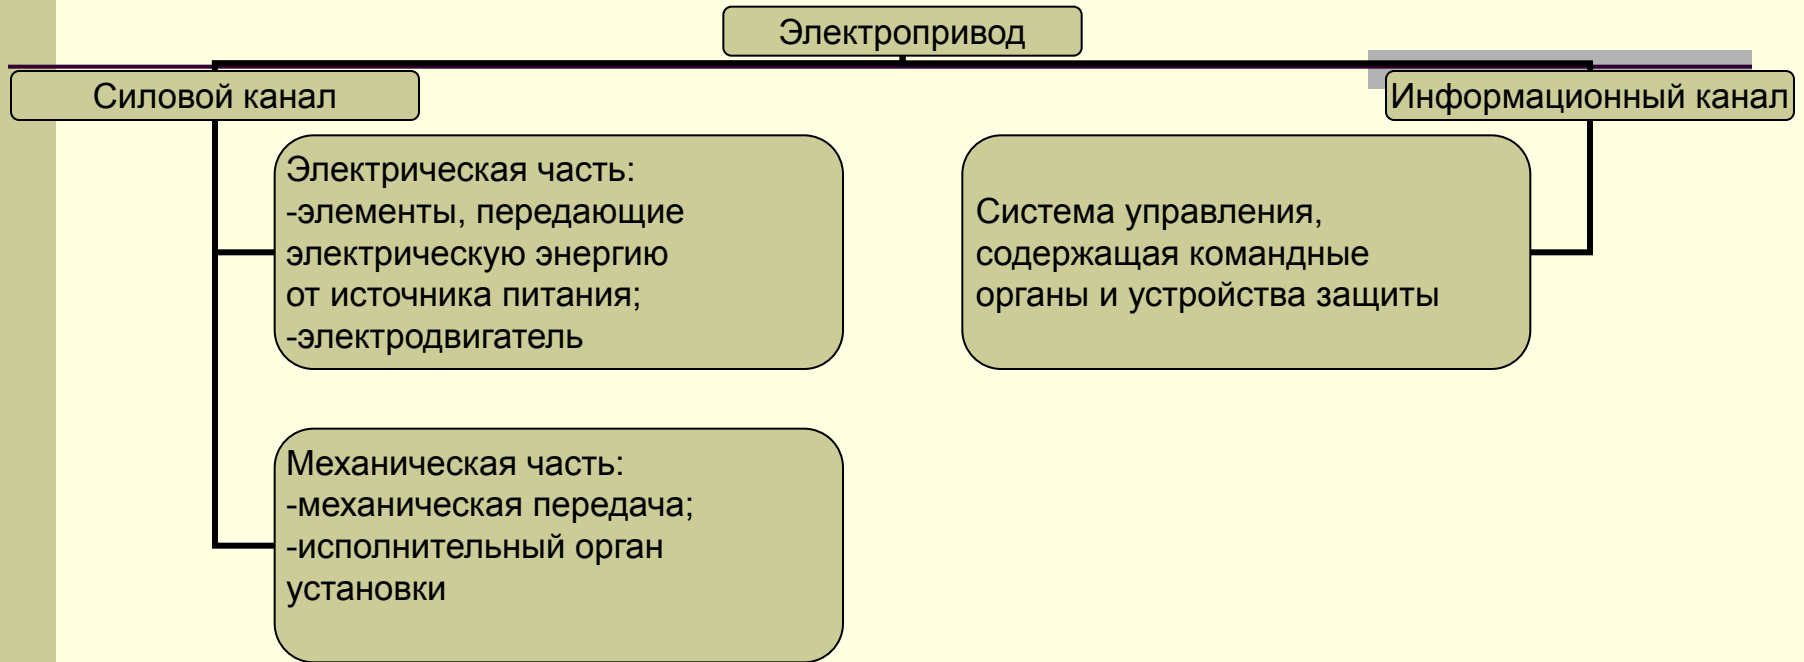 Электропривод
Силовой канал
Информационный канал
Электрическая часть:
-элементы, передающие
электрическую энергию
от источника питания;
-электродвигатель
Система управления,
содержащая командные
органы и устройства защиты
Механическая часть:
-механическая передача;
-исполнительный орган
установки